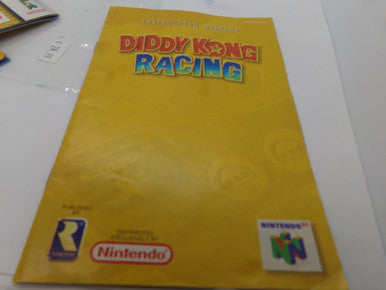 INSTRUCTION BOOKLET
DIDDY KONG
RACING
PUBLISHED
BY
DISTRIBUTED
EXCLUSIVELY BY
Nintendo
NINTENDO 64